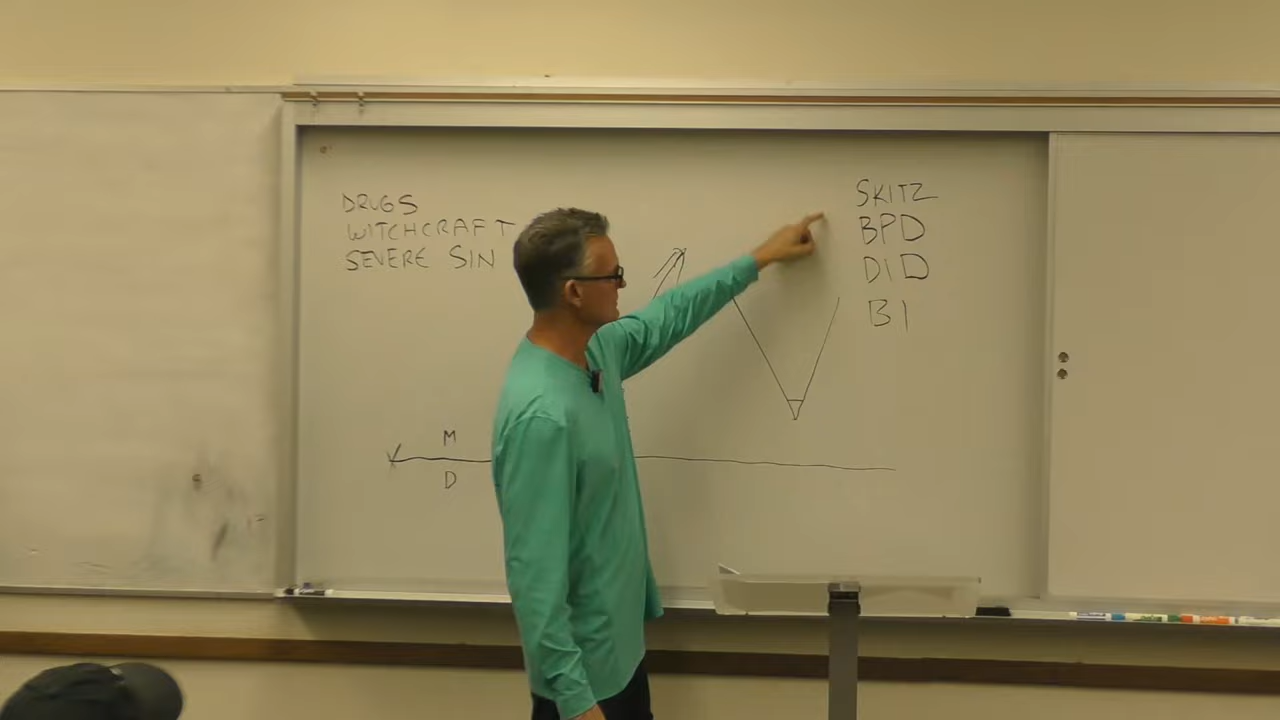 DRUGS
WITCHCRAFT
SEVERE SIN
SKITZ
BPD
DID
BI
M
D